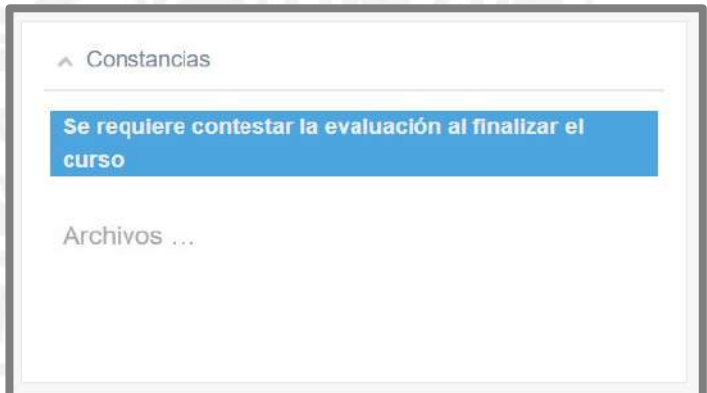 Constancias
Se requiere contestar la evaluación al finalizar el
curso
Archivos ...